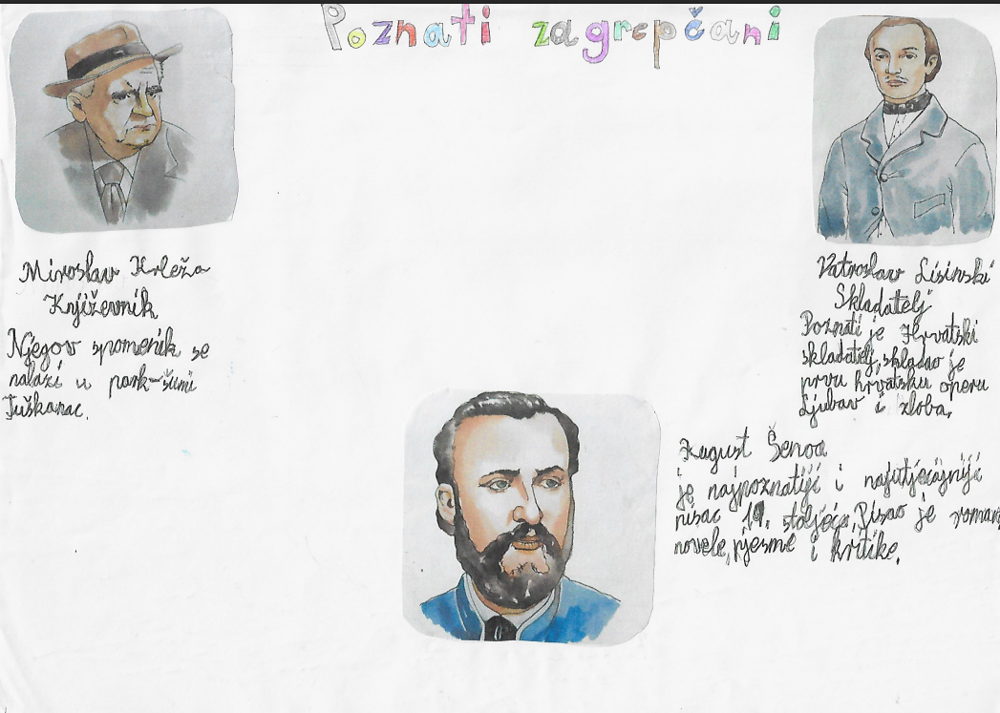 Poznati zagrepčani
Miroslav Krleža
Književnik
Njegov spomenik se
nalazi u park-šumi
Tuškanac.
Vatroslav Lisinski
Skladatelj
Poznati je Hrvatski
skladatelj, skladao je
prvu hrvatsku operu
Ljubav i zloba.
August Šenoa
je najpoznatiji i najutjecajniji
pisac 19. stoljeća. Pisao je roman
novele, pjesme i kritike.